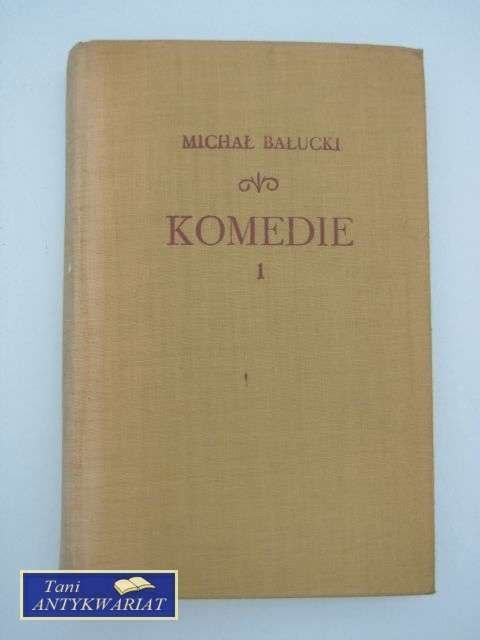 MICHAŁ BAŁUCKI
KOMEDIE
1
Tani
ANTYKWARIAT